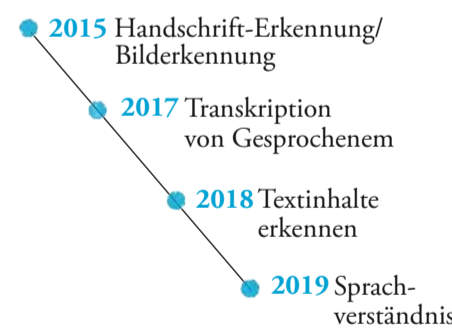 2015 Handschrift-Erkennung/
Bilderkennung
2017 Transkription
von Gesprochenem
2018 Textinhalte
erkennen
2019 Sprach-
verständnis